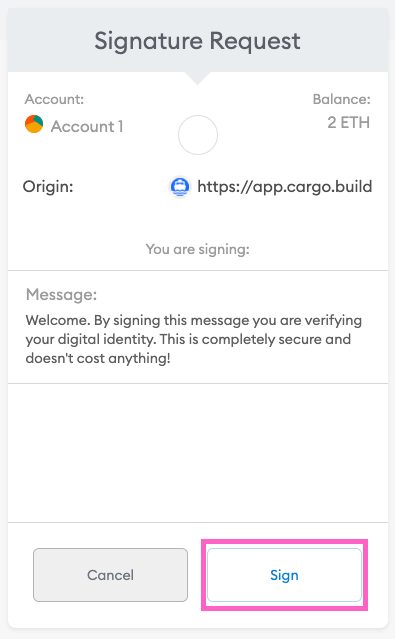 Signature Request
Account:
Balance:
Account 1
2 ETH
Origin:
https://app.cargo.build
You are signing:
Message:
Welcome. By signing this message you are verifying
your digital identity. This is completely secure and
doesn't cost anything!
Cancel
Sign